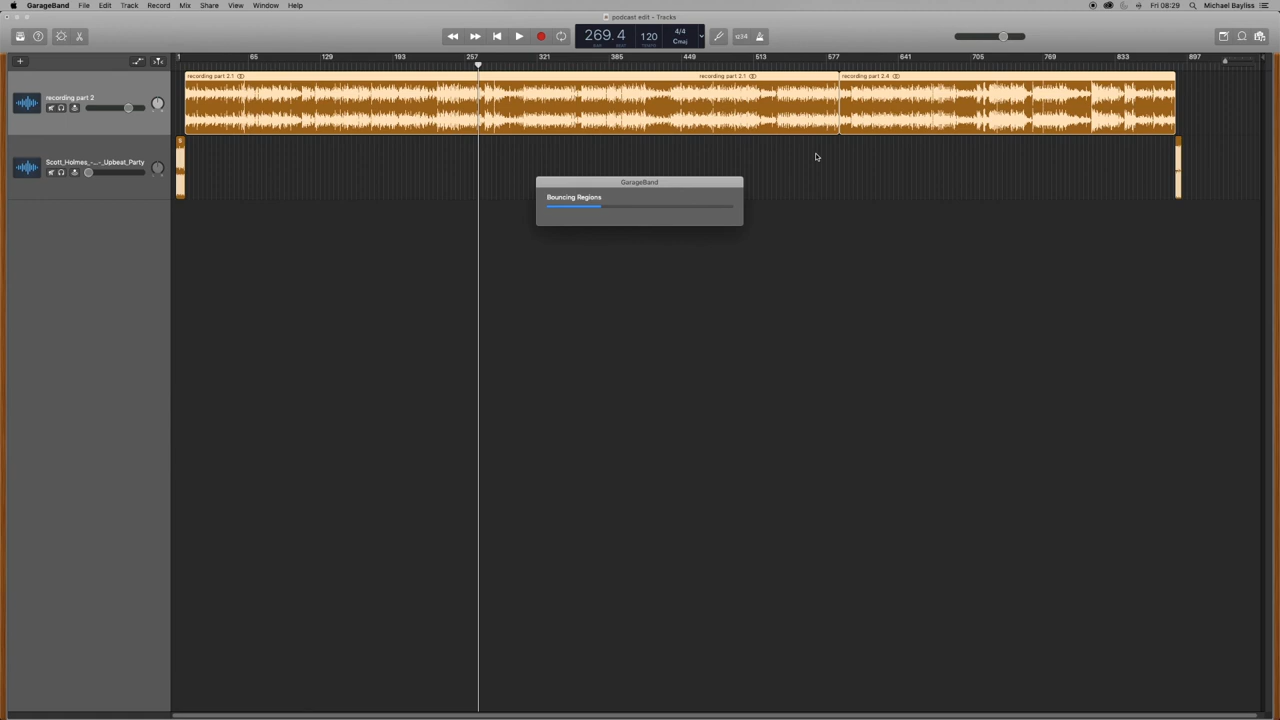 GarageBand File Edit Track Record Mix Share View Window Help
Fri 08:29 Michael Bayliss
podcast edit - Tracks
269.4 120 4/4
Cmaj
1234
1 65 129 193 257 321 385 449 513 577 641 705 769 833 897
recording part 2.1 recording part 2.1 recording part 2.4
recording part 2
Scott_Holmes_-..-_Upbeat_Party
GarageBand
Bouncing Regions